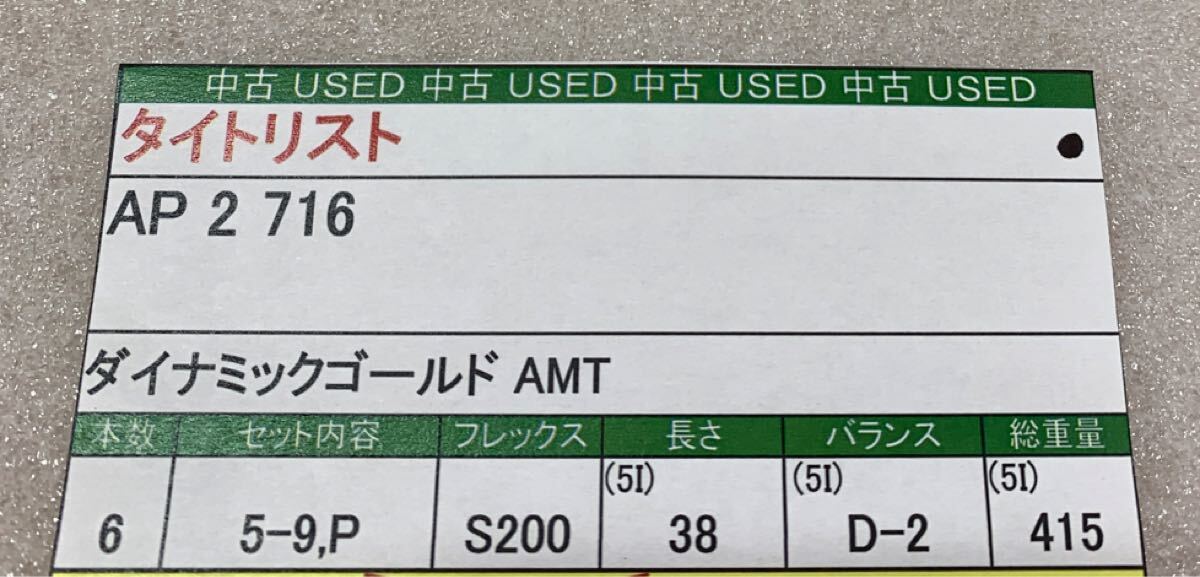 中古 USED 中古 USED 中古 USED 中古 USED
タイトリスト
AP 2 716
ダイナミックゴールド AMT
本数 セット内容 フレックス 長さ バランス 総重量
(5I) (5I) (5I)
6 5-9,P S200 38 D-2 415